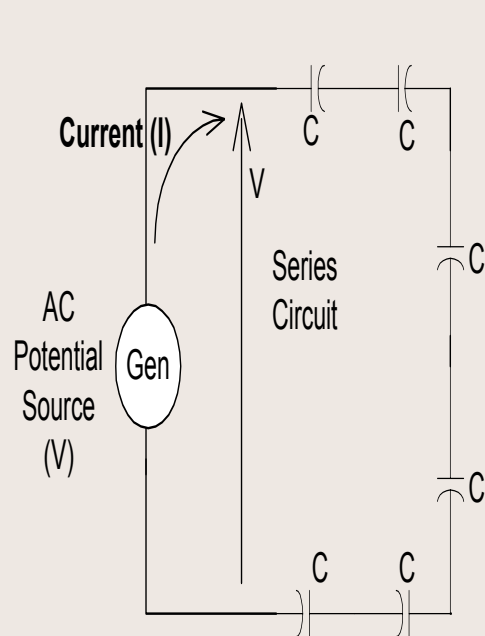 Current (I)
C
C
V
C
Series
Circuit
AC
Potential
Source
(V)
Gen
C
C
C